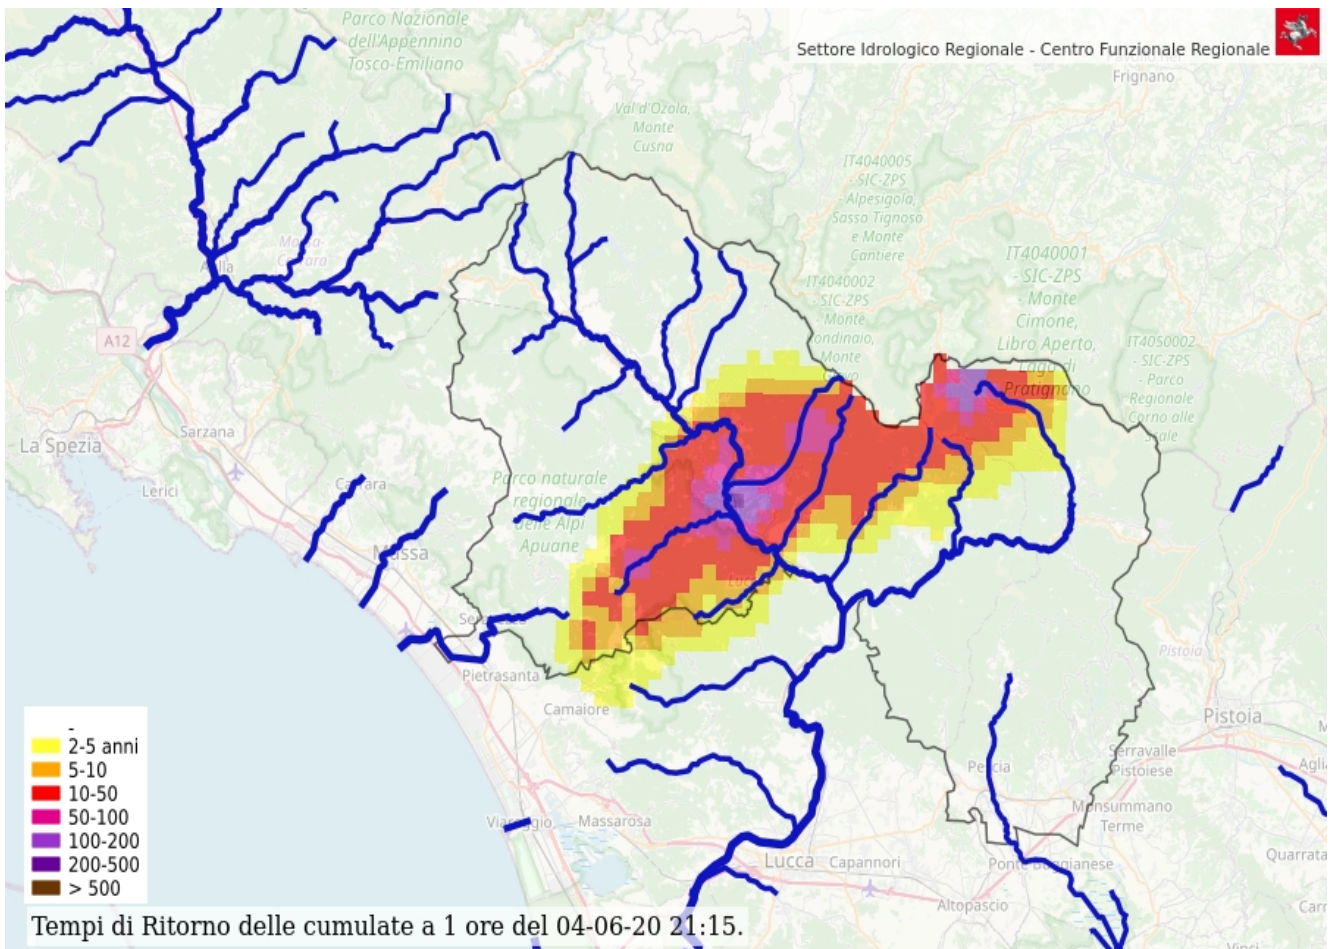 Parco Nazionale
dell'Appennino
Tosco-Emiliano
Settore Idrologico Regionale - Centro Funzionale Regionale
Frignano
Val d'Ozola,
Monte
Cusna
IT4040005
- SIC-ZPS
- Alpesigola,
Sasso Tignoso
e Monte
Cantiere
IT4040001
- SIC-ZPS
- Monte
Cimone,
Libro Aperto,
Lago di
Pratignano
IT4040002
- SIC-ZPS
- Monte
Monte
IT4050002
- SIC-ZPS
- Parco
Regionale
Corno alle
A12
La Spezia
Sarzana
Lerici
Massa
Parco naturale
regionale
delle Alpi
Apuane
Pietrasanta
Camaiore
Pistoia
Pistoia
Serravalle
Pistoiese
Pescia
Monsummano
Terme
Massarosa
Lucca
Capannori
Altopascio
Quarrata
-
2-5 anni
5-10
10-50
50-100
100-200
200-500
> 500
Tempi di Ritorno delle cumulate a 1 ore del 04-06-20 21:15.